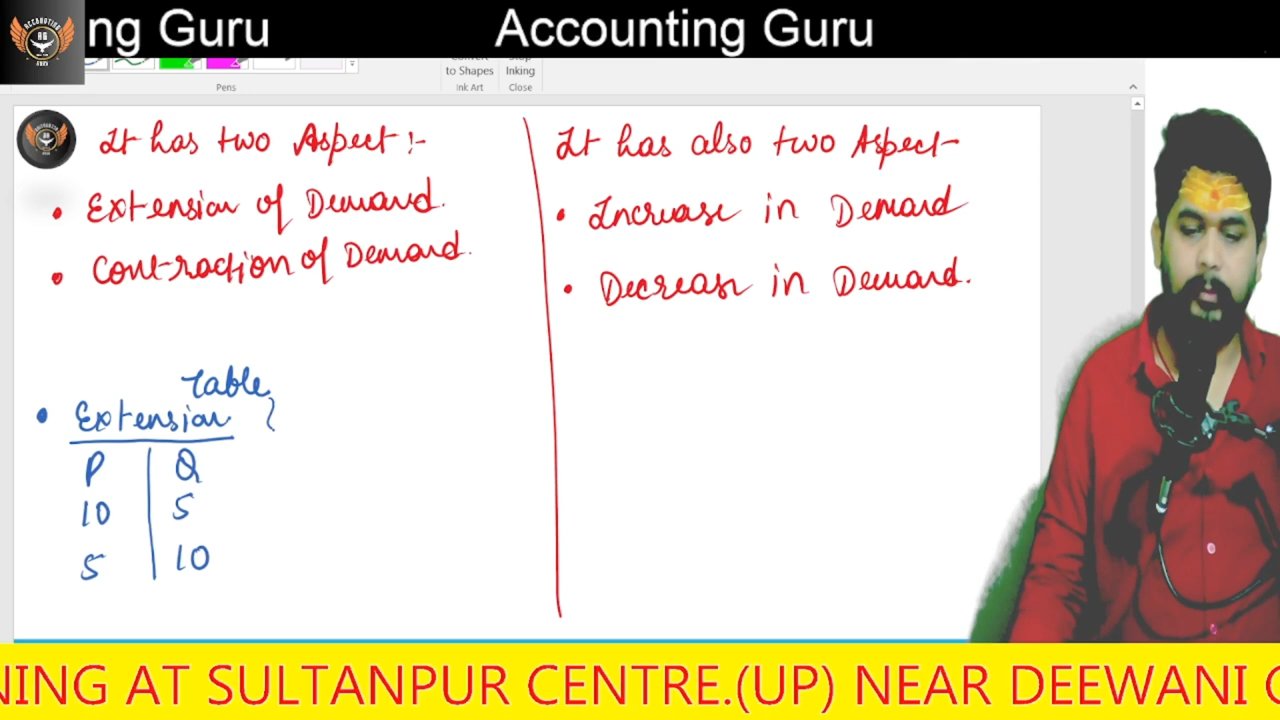 ng Guru Accounting Guru
Convert
to Shapes
Stop
Inking
Pens
Ink Art
Close
It has two Aspect :-
• Extension of Demand.
• Contraction of Demand.
It has also two Aspect-
• Increase in Demand
• Decrease in Demand.
Table
• Extension
P Q
10 5
5 10
NING AT SULTANPUR CENTRE.(UP) NEAR DEEWANI C